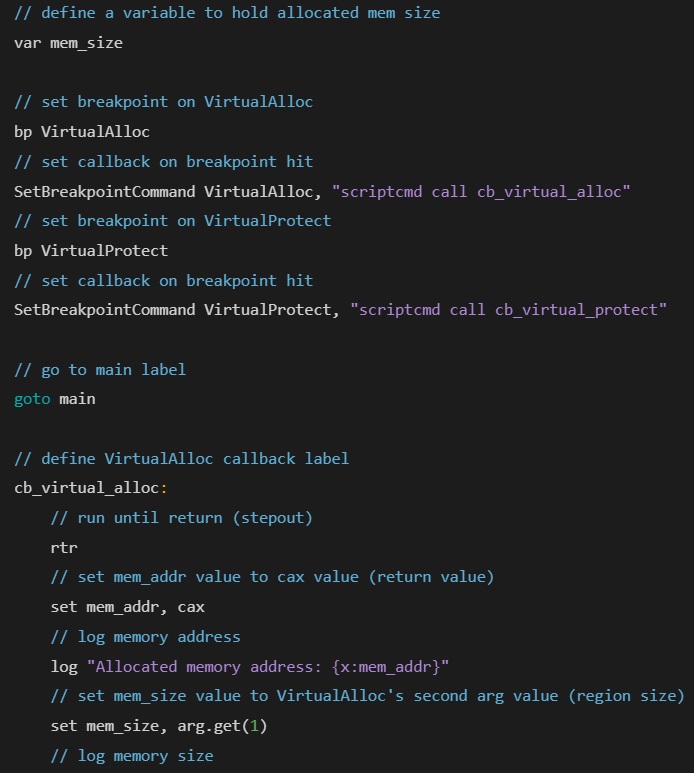 // define a variable to hold allocated mem size
var mem_size
// set breakpoint on VirtualAlloc
bp VirtualAlloc
// set callback on breakpoint hit
SetBreakpointCommand VirtualAlloc, "scriptcmd call cb_virtual_alloc"
// set breakpoint on VirtualProtect
bp VirtualProtect
// set callback on breakpoint hit
SetBreakpointCommand VirtualProtect, "scriptcmd call cb_virtual_protect"
// go to main label
goto main
// define VirtualAlloc callback label
cb_virtual_alloc:
// run until return (stepout)
rtr
// set mem_addr value to cax value (return value)
set mem_addr, cax
// log memory address
log "Allocated memory address: {x:mem_addr}"
// set mem_size value to VirtualAlloc's second arg value (region size)
set mem_size, arg.get(1)
// log memory size